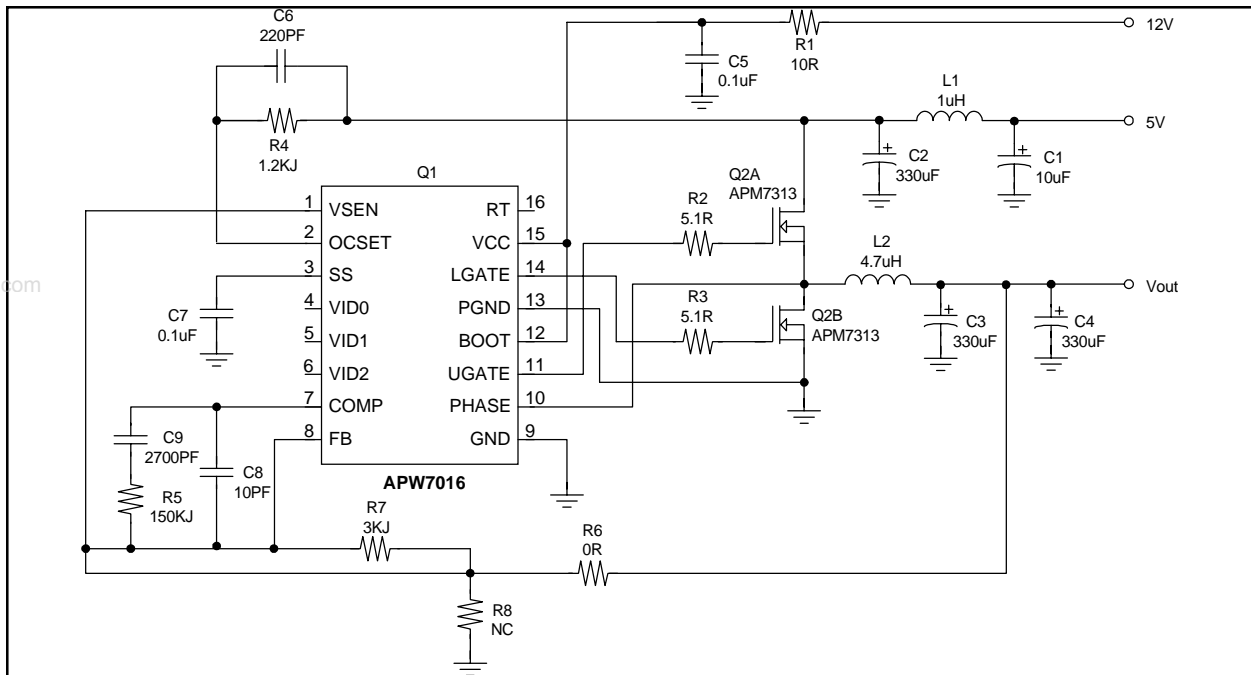 C6
220PF
12V
R1
10R
C5
0.1uF
L1
1uH
5V
R4
1.2KJ
C2
330uF
C1
10uF
Q1
Q2A
APM7313
1 VSEN
RT 16
R2
5.1R
2 OCSET
VCC 15
L2
4.7uH
3 SS
LGATE 14
com
Vout
4 VID0
PGND 13
R3
5.1R
Q2B
APM7313
C7
0.1uF
C3
330uF
C4
330uF
5 VID1
BOOT 12
6 VID2
UGATE 11
7 COMP
PHASE 10
8 FB
GND 9
C9
2700PF
C8
10PF
APW7016
R5
150KJ
R7
3KJ
R6
0R
R8
NC